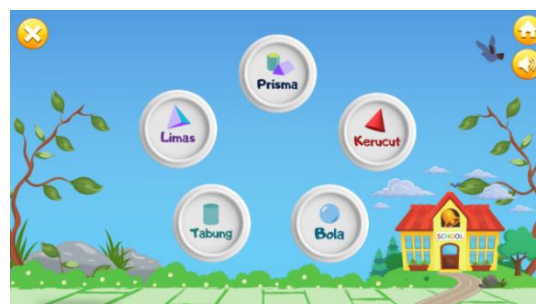 Prisma
Limas
Kerucut
Tabung
Bola
SCHOOL